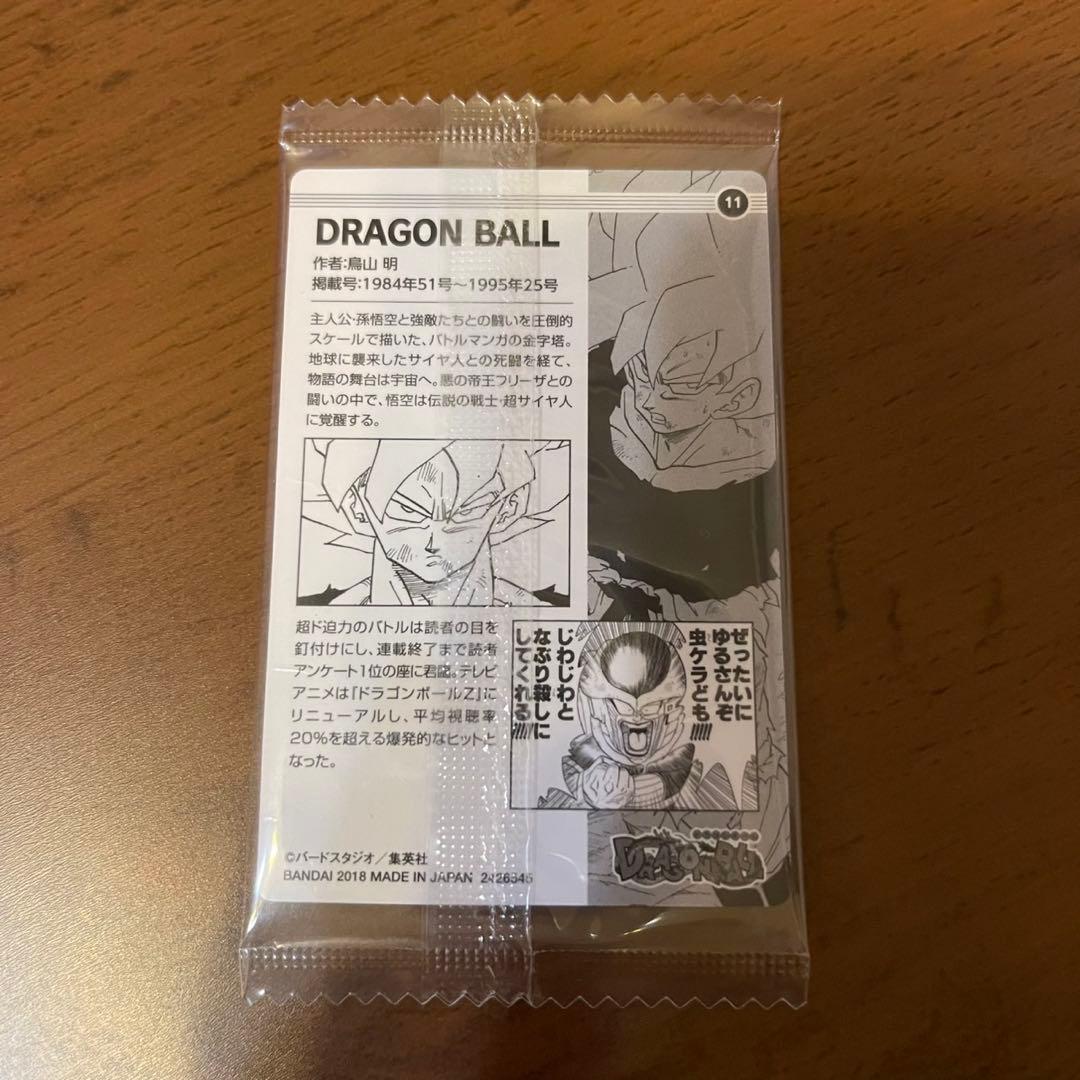 11
DRAGON BALL
作者:鳥山 明
掲載号:1984年51号～1995年25号
主人公・孫悟空と強敵たちとの闘いを圧倒的
スケールで描いた、バトルマンガの金字塔。
地球に襲来したサイヤ人との死闘を経て、
物語の舞台は宇宙へ。悪の帝王フリーザとの
闘いの中で、悟空は伝説の戦士・超サイヤ人
に覚醒する。
超ド迫力のバトルは読者の目を
釘付けにし、連載終了まで読者
アンケート1位の座に君臨。テレビ
アニメは「ドラゴンボールZ」に
リニューアルし、平均視聴率
20%を超える爆発的なヒットと
なった。
ぜったいに
ゆるさんぞ
虫ケラども!!!!!
じわじわと
なぶり殺しに
してくれる!!!!!
DRAGON BALL
©バードスタジオ／集英社
BANDAI 2018 MADE IN JAPAN 2426345